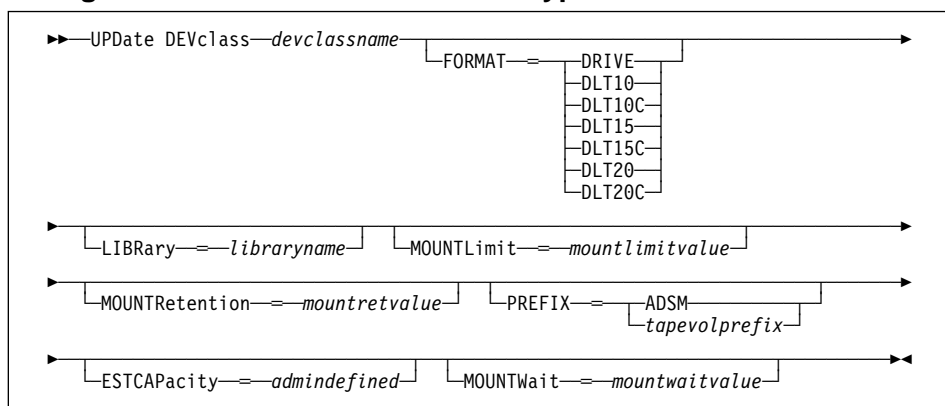 UPDate DEVclass devclassname
FORMAT = DRIVE
DLT10
DLT10C
DLT15
DLT15C
DLT20
DLT20C
LIBRary = libraryname MOUNTLimit = mountlimitvalue
MOUNTRetention = mountretvalue PREFIX = ADSM
tapevolprefix
ESTCAPacity = admindefined MOUNTWait = mountwaitvalue